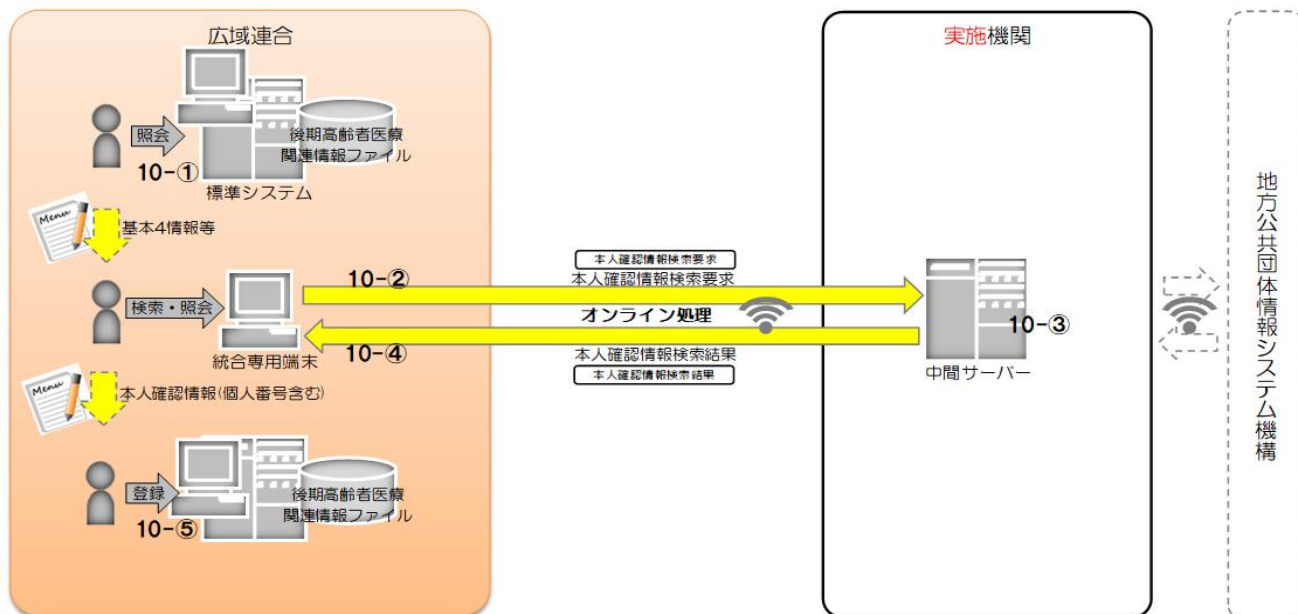 広域連合
照会
10-①
後期高齢者医療
関連情報ファイル
標準システム
Menu
基本4情報等
検索・照会
統合専用端末
10-②
本人確認情報検索要求
本人確認情報検索要求
オンライン処理
10-④
本人確認情報検索結果
本人確認情報検索結果
Menu
本人確認情報(個人番号含む)
登録
10-⑤
後期高齢者医療
関連情報ファイル
実施機関
10-③
中間サーバー
地方公共団体情報システム機構